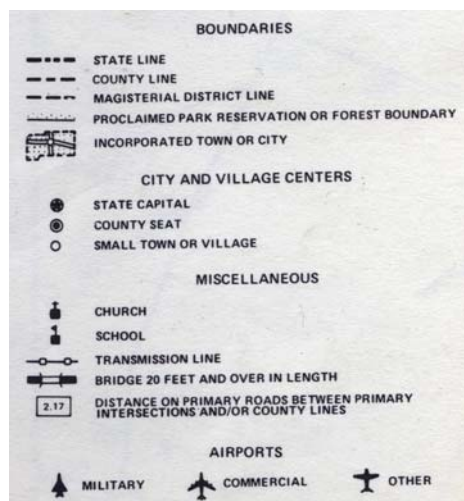 BOUNDARIES
STATE LINE
COUNTY LINE
MAGISTERIAL DISTRICT LINE
PROCLAIMED PARK RESERVATION OR FOREST BOUNDARY
INCORPORATED TOWN OR CITY
CITY AND VILLAGE CENTERS
STATE CAPITAL
COUNTY SEAT
SMALL TOWN OR VILLAGE
MISCELLANEOUS
CHURCH
SCHOOL
TRANSMISSION LINE
BRIDGE 20 FEET AND OVER IN LENGTH
2.17 DISTANCE ON PRIMARY ROADS BETWEEN PRIMARY
INTERSECTIONS AND/OR COUNTY LINES
AIRPORTS
MILITARY COMMERCIAL OTHER